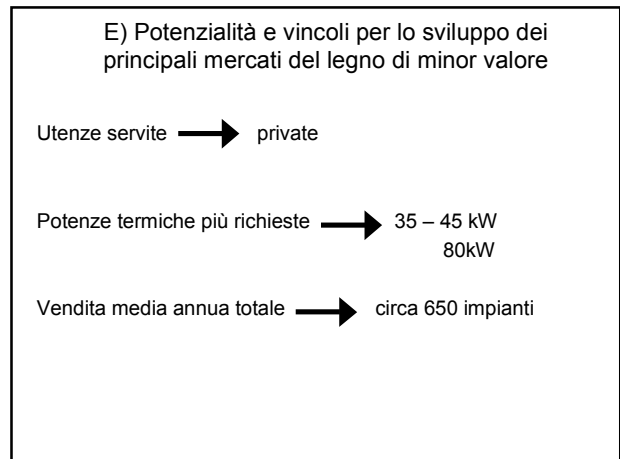 E) Potenzialità e vincoli per lo sviluppo dei
principali mercati del legno di minor valore
Utenze servite private
Potenze termiche più richieste 35 – 45 kW
80kW
Vendita media annua totale circa 650 impianti